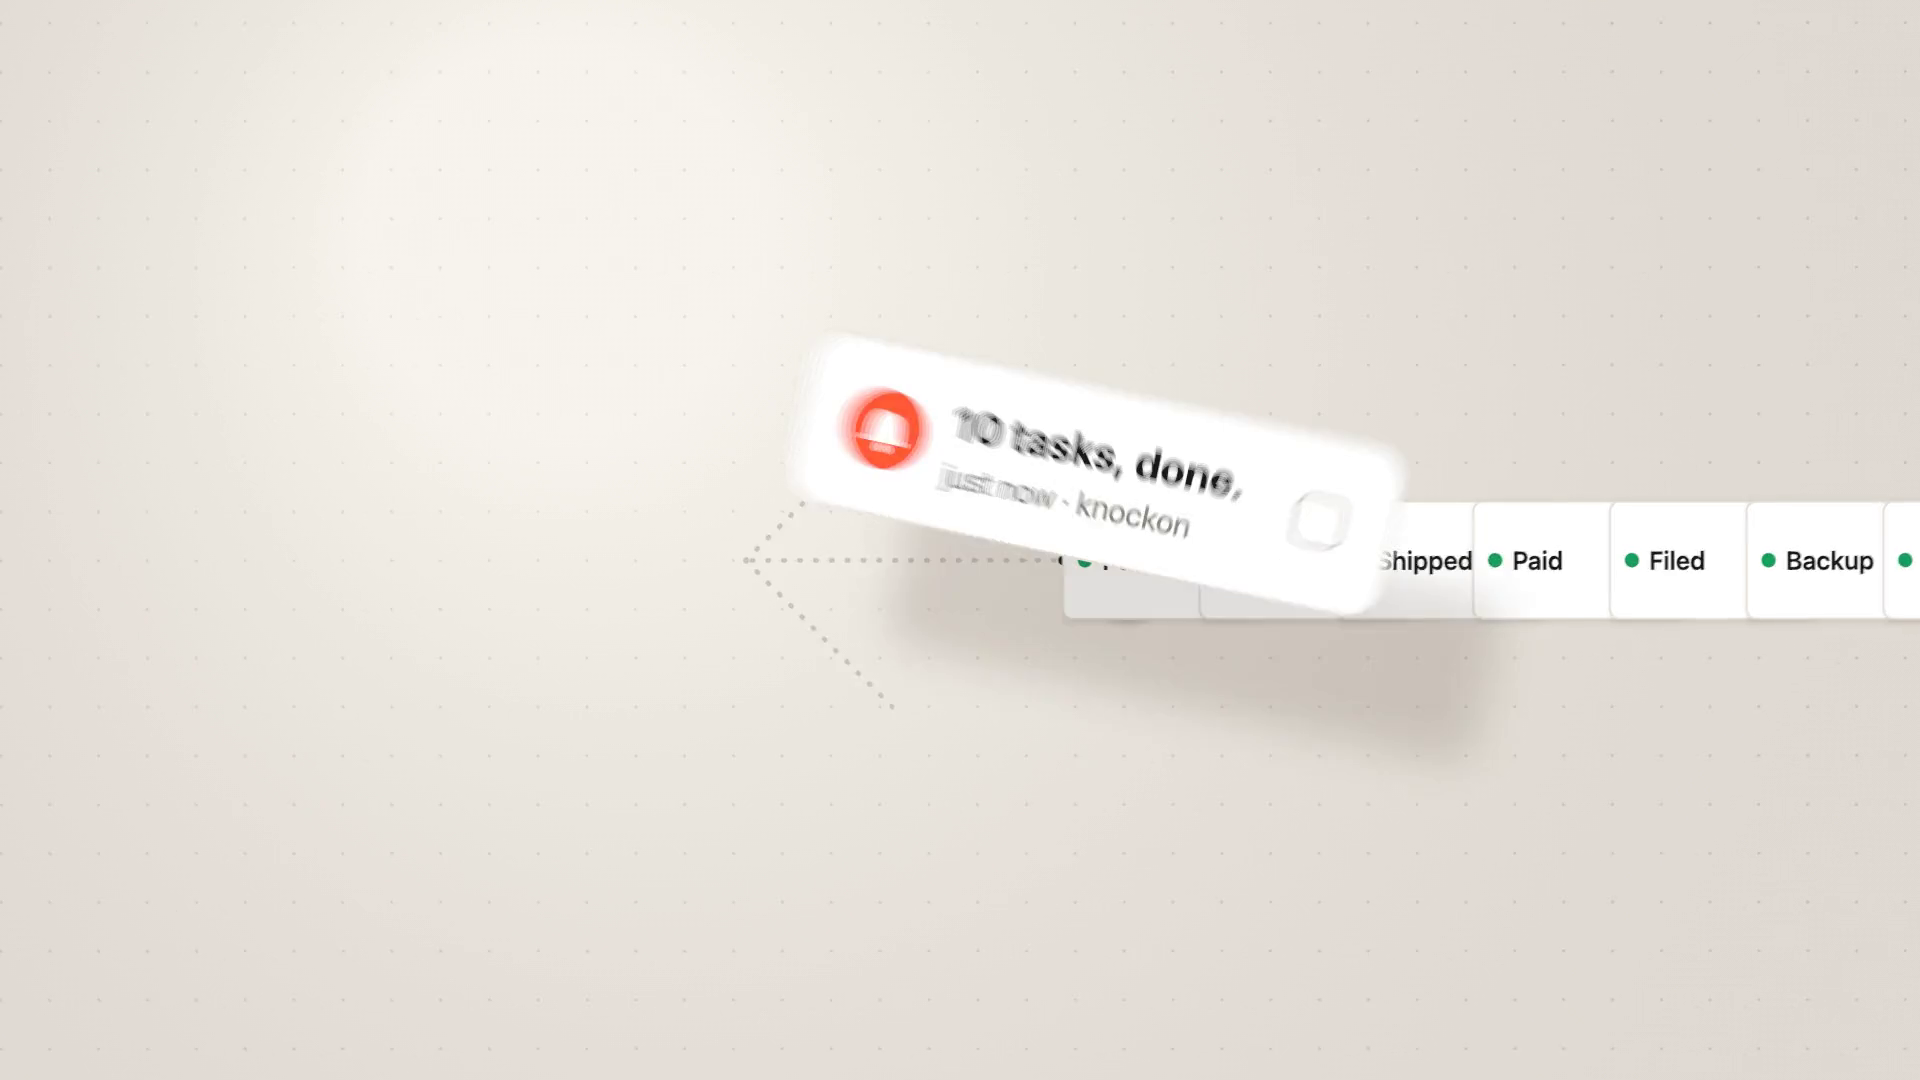 10 tasks, done,
just now · knockon
Shipped
Paid
Filed
Backup